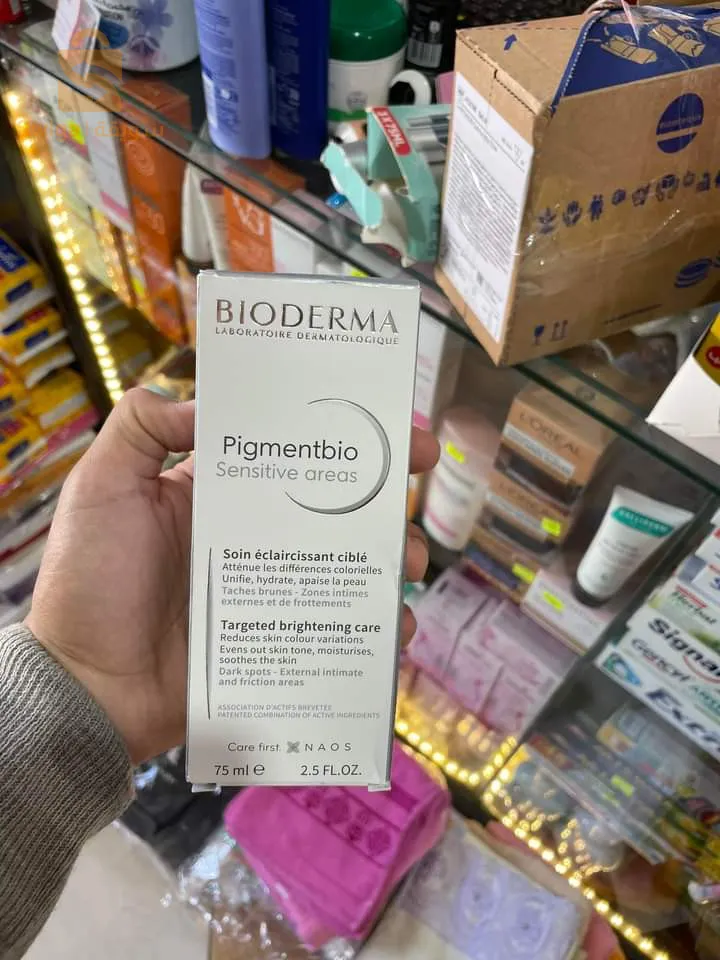 BIODERMA
LABORATOIRE DERMATOLOGIQUE
Pigmentbio
Sensitive areas
Soin éclaircissant ciblé
Atténue les différences colorielles
Unifie, hydrate, apaise la peau
Taches brunes - Zones intimes
externes et de frottements
Targeted brightening care
Reduces skin colour variations
Evens out skin tone, moisturises,
soothes the skin
Dark spots - External intimate
and friction areas
ASSOCIATION D'ACTIFS BREVETÉE
PATENTED COMBINATION OF ACTIVE INGREDIENTS
Care first. NAOS
75 ml e 2.5 FL.OZ.
L'ORÉAL
Herbal
Signal